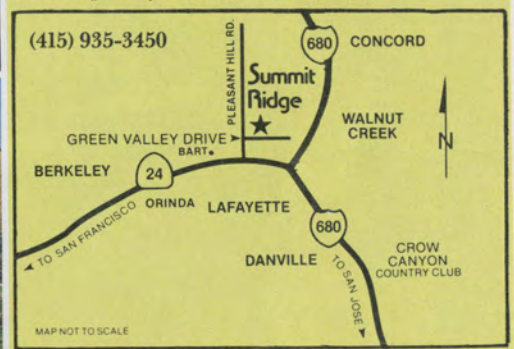 (415) 935-3450
680
CONCORD
PLEASANT HILL RD.
Summit
Ridge
WALNUT
CREEK
N
GREEN VALLEY DRIVE
BART
BERKELEY
24
ORINDA
LAFAYETTE
680
TO SAN FRANCISCO
DANVILLE
CROW
CANYON
COUNTRY CLUB
TO SAN JOSE
MAP NOT TO SCALE